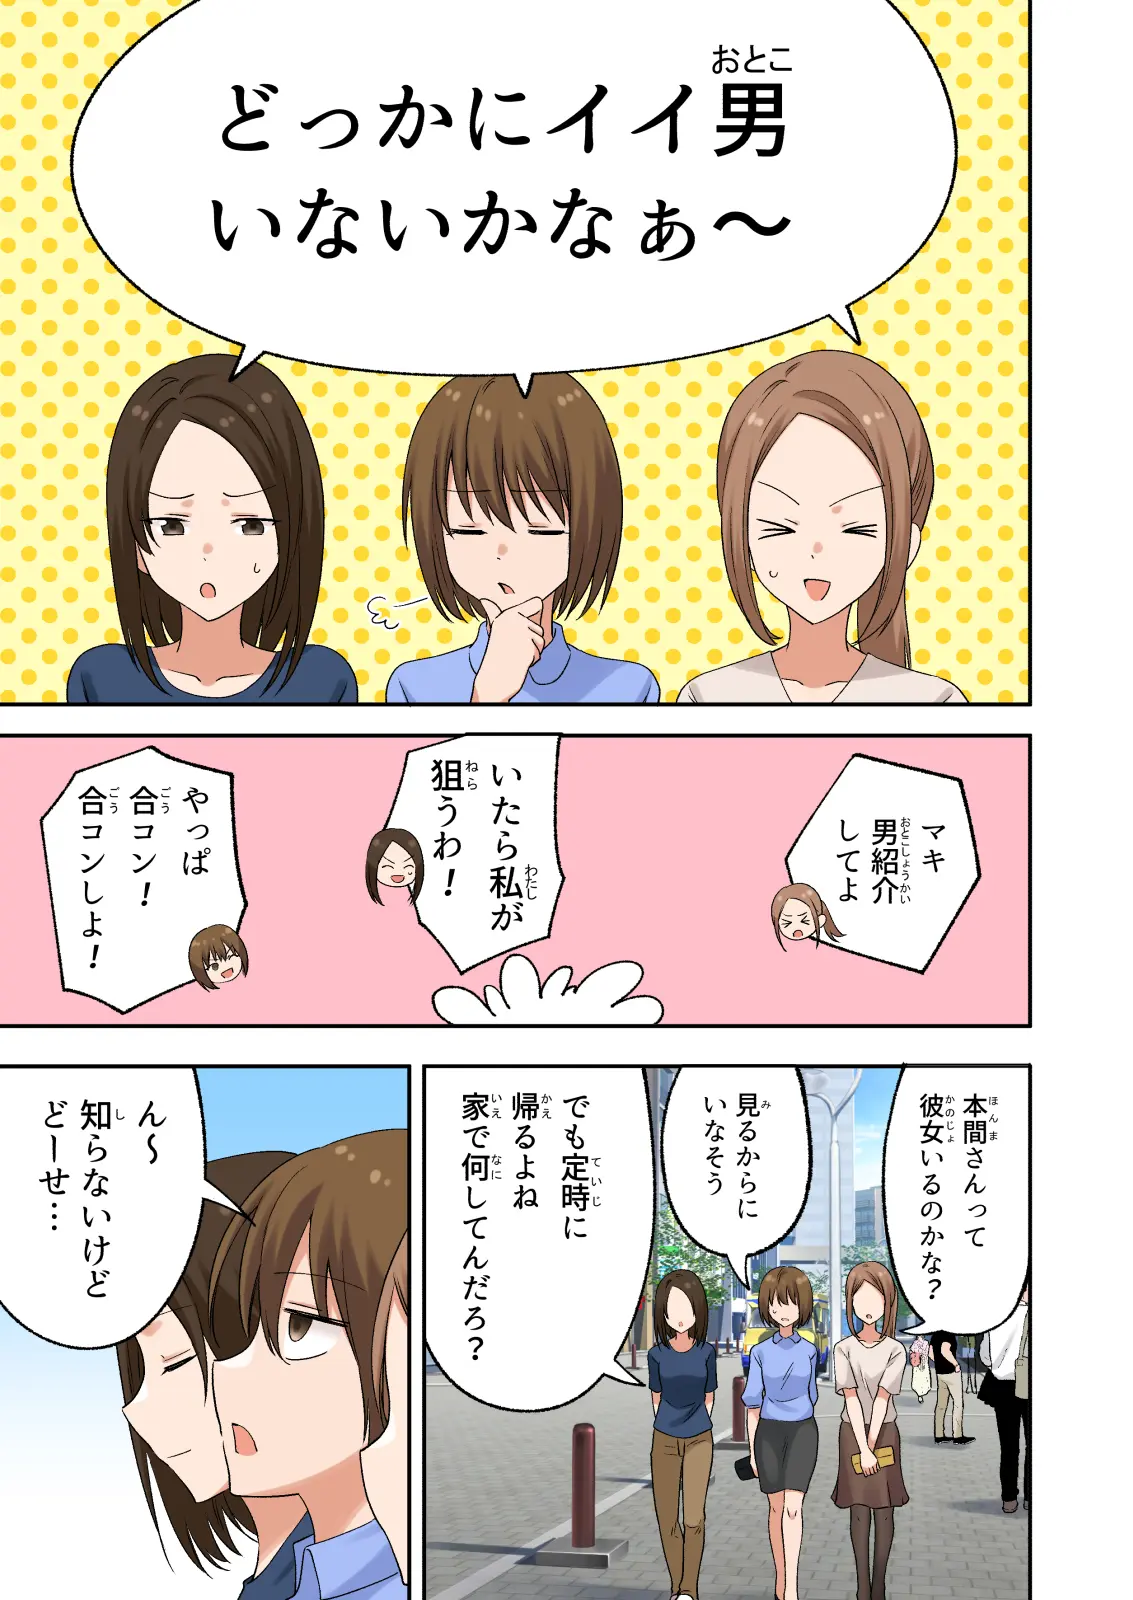 どっかにイイ男
いないかなぁ〜
マキ
男紹介
してよ
いたら私が
狙うわ！
やっぱ
合コン！
合コンしよ！
本間さんって
彼女いるのかな？
見るからに
いなそう
でも定時に
帰るよね
家で何してんだろ？
ん〜
知らないけど
どーせ…